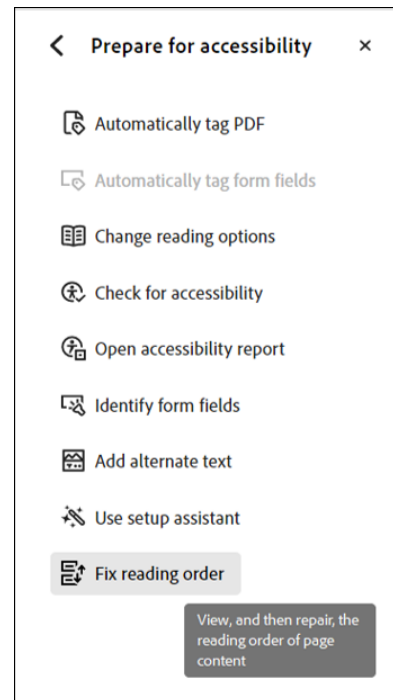 Prepare for accessibility
Automatically tag PDF
Automatically tag form fields
Change reading options
Check for accessibility
Open accessibility report
Identify form fields
Add alternate text
Use setup assistant
Fix reading order
View, and then repair, the
reading order of page
content